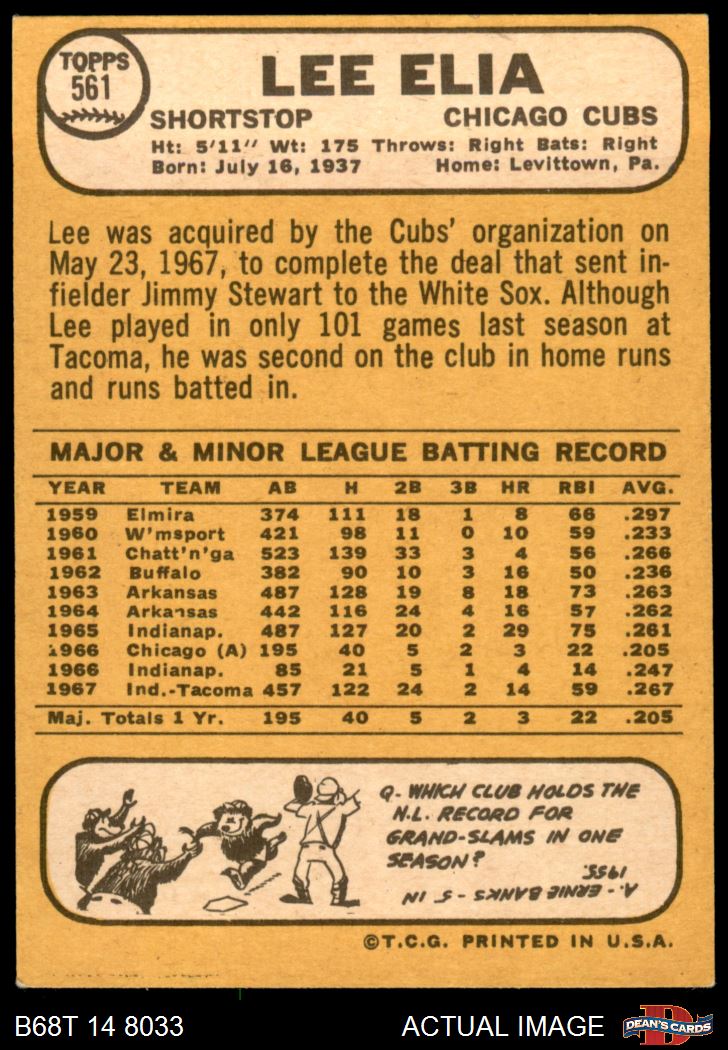 TOPPS
561
LEE ELIA
SHORTSTOP CHICAGO CUBS
Ht: 5'11" Wt: 175 Throws: Right Bats: Right
Born: July 16, 1937 Home: Levittown, Pa.
Lee was acquired by the Cubs' organization on
May 23, 1967, to complete the deal that sent in-
fielder Jimmy Stewart to the White Sox. Although
Lee played in only 101 games last season at
Tacoma, he was second on the club in home runs
and runs batted in.
MAJOR & MINOR LEAGUE BATTING RECORD
YEAR TEAM AB H 2B 3B HR RBI AVG.
1959 Elmira 374 111 18 1 8 66 .297
1960 W'msport 421 98 11 0 10 59 .233
1961 Chatt'n'ga 523 139 33 3 4 56 .266
1962 Buffalo 382 90 10 3 16 50 .236
1963 Arkansas 487 128 19 8 18 73 .263
1964 Arkansas 442 116 24 4 16 57 .262
1965 Indianap. 487 127 20 2 29 75 .261
1966 Chicago (A) 195 40 5 2 3 22 .205
1966 Indianap. 85 21 5 1 4 14 .247
1967 Ind.-Tacoma 457 122 24 2 14 59 .267
Maj. Totals 1 Yr. 195 40 5 2 3 22 .205
Q- WHICH CLUB HOLDS THE
N.L. RECORD FOR
GRAND-SLAMS IN ONE
SEASON?
A- ERNIE BANKS - 5 - IN
1955.
©T.C.G. PRINTED IN U.S.A.
B68T 14 8033 ACTUAL IMAGE D DEAN'S CARDS